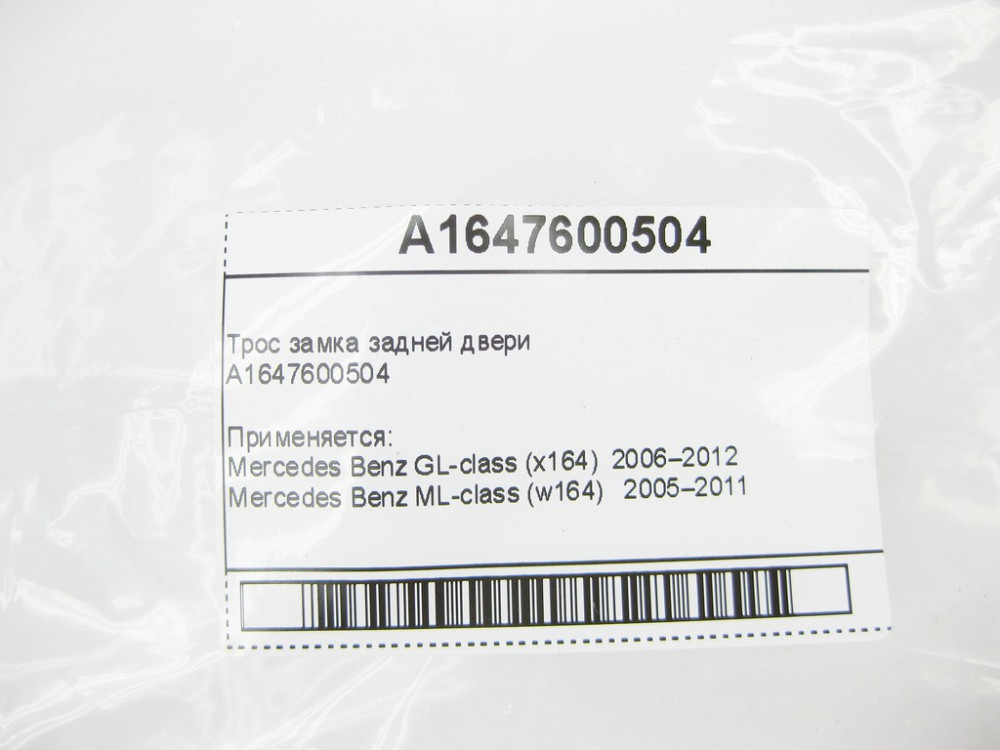 A1647600504
Трос замка задней двери
A1647600504
Применяется:
Mercedes Benz GL-class (x164) 2006–2012
Mercedes Benz ML-class (w164) 2005–2011